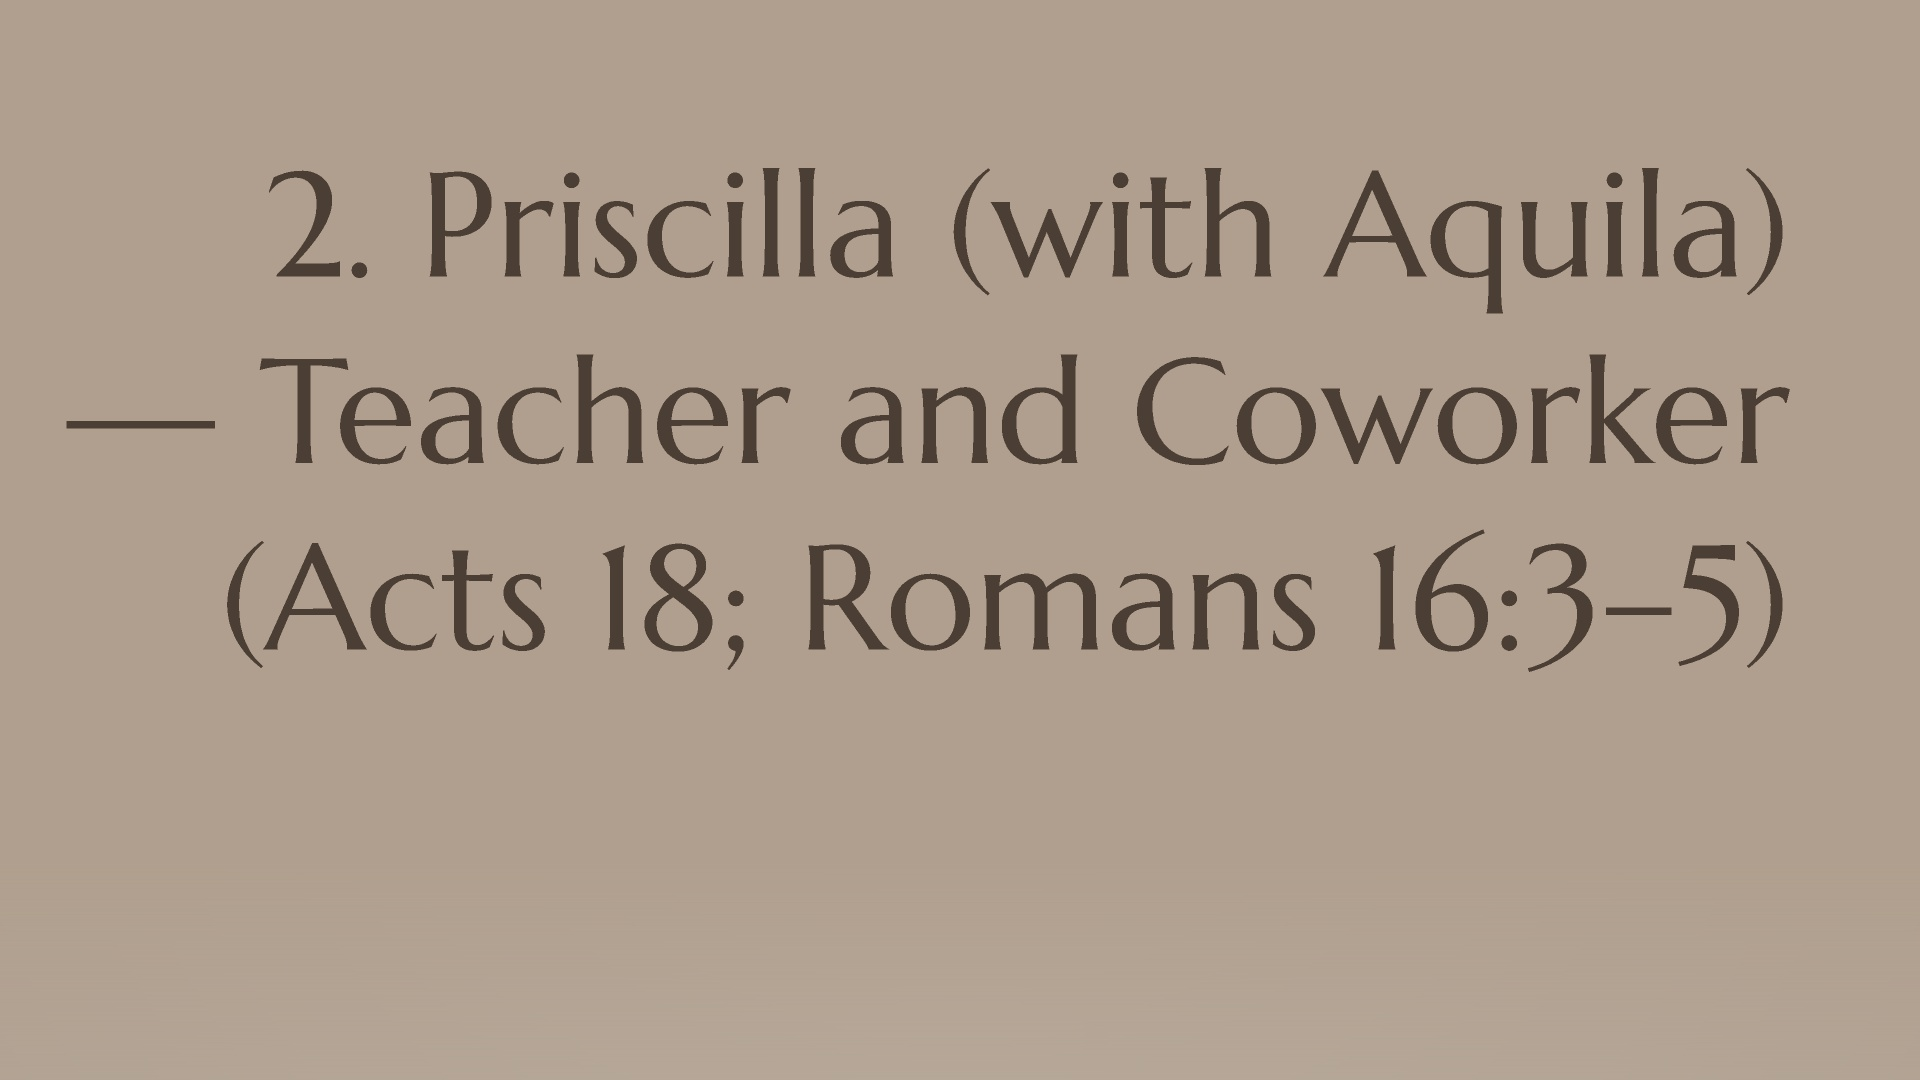 2. Priscilla (with Aquila)
— Teacher and Coworker
(Acts 18; Romans 16:3–5)